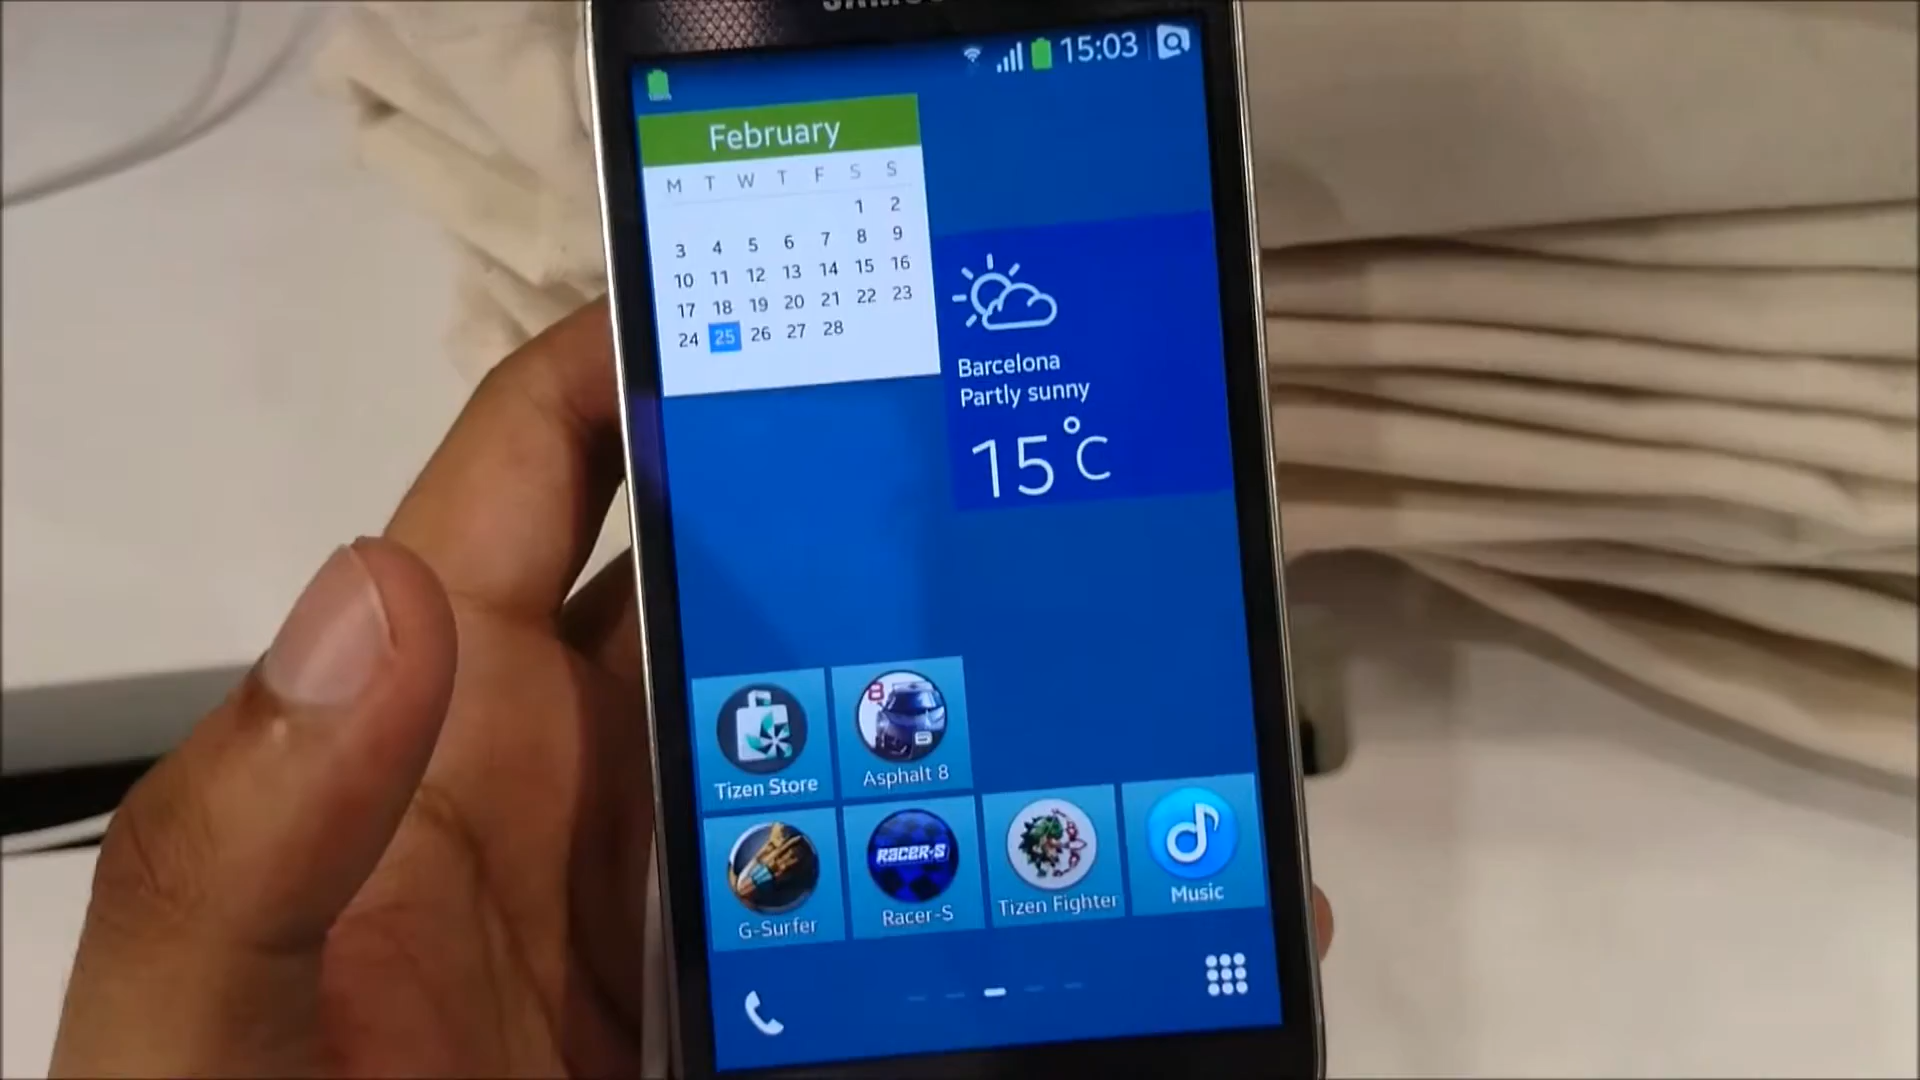 15:03
February
M T W T F S S
1 2
3 4 5 6 7 8 9
10 11 12 13 14 15 16
17 18 19 20 21 22 23
24 25 26 27 28
Barcelona
Partly sunny
15°C
8
Tizen Store
Asphalt 8
RACER-S
G-Surfer
Racer-S
Tizen Fighter
Music